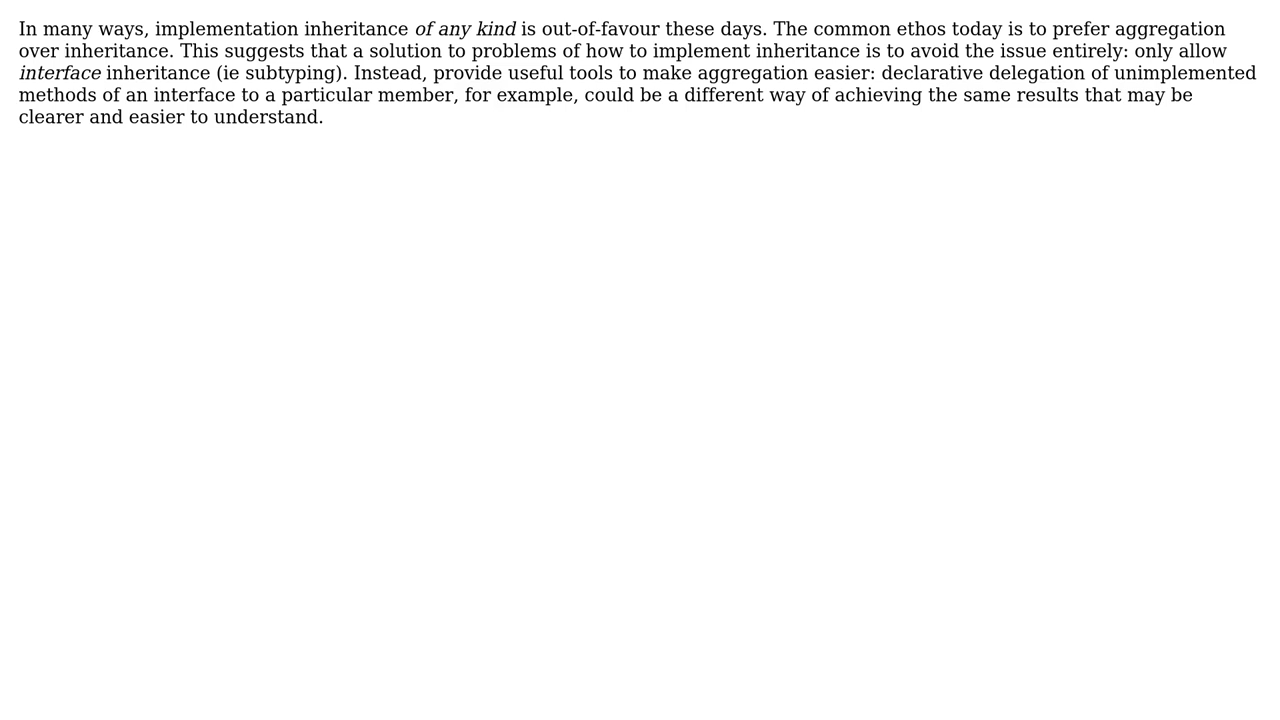 In many ways, implementation inheritance of any kind is out-of-favour these days. The common ethos today is to prefer aggregation
over inheritance. This suggests that a solution to problems of how to implement inheritance is to avoid the issue entirely: only allow
interface inheritance (ie subtyping). Instead, provide useful tools to make aggregation easier: declarative delegation of unimplemented
methods of an interface to a particular member, for example, could be a different way of achieving the same results that may be
clearer and easier to understand.